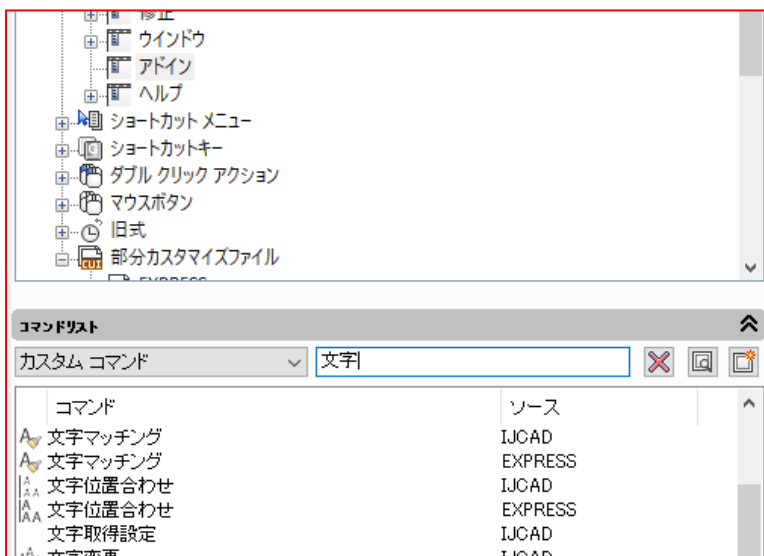 修正
ウインドウ
アドイン
ヘルプ
ショートカット メニュー
ショートカットキー
ダブル クリック アクション
マウスボタン
旧式
部分カスタマイズファイル
EXPRESS
コマンドリスト
カスタム コマンド 文字
コマンド ソース
文字マッチング IJCAD
文字マッチング EXPRESS
文字位置合わせ IJCAD
文字位置合わせ EXPRESS
文字取得設定 IJCAD
文字変更 IJCAD